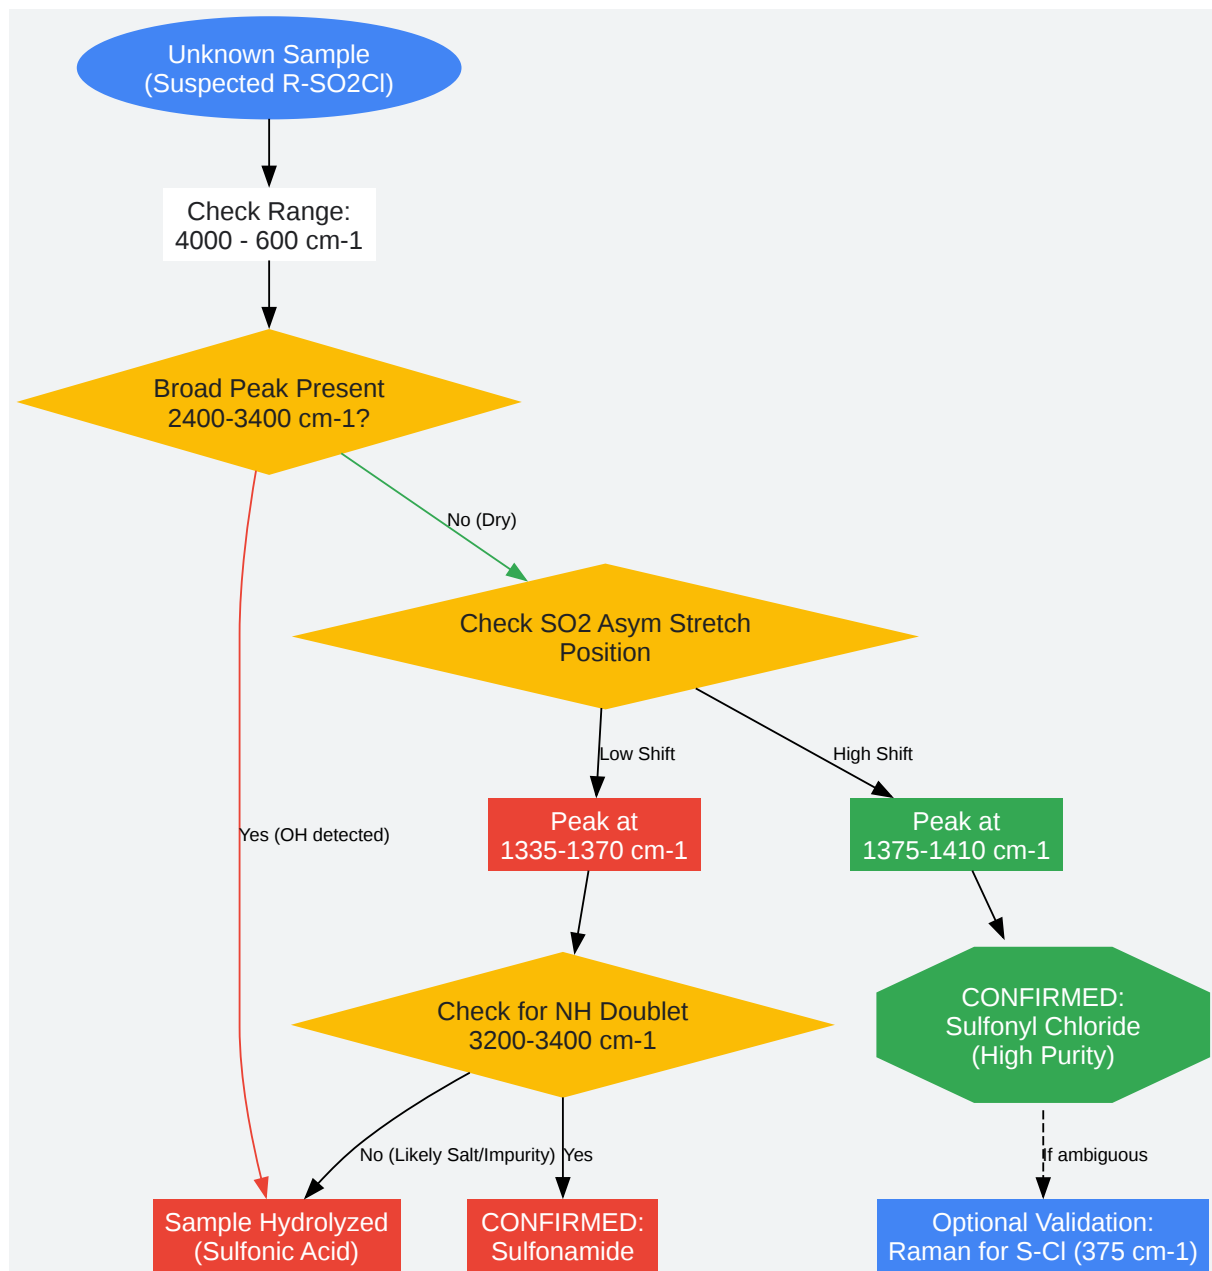 Unknown Sample
(Suspected R-SO2Cl)
Check Range:
4000 - 600 cm-1
Broad Peak Present
2400-3400 cm-1?
No (Dry)
Check SO2 Asym Stretch
Position
Low Shift
High Shift
Peak at
1335-1370 cm-1
Peak at
1375-1410 cm-1
Yes (OH detected)
Check for NH Doublet
3200-3400 cm-1
CONFIRMED:
Sulfonyl Chloride
(High Purity)
No (Likely Salt/Impurity)
Yes
If ambiguous
Sample Hydrolyzed
(Sulfonic Acid)
CONFIRMED:
Sulfonamide
Optional Validation:
Raman for S-Cl (375 cm-1)